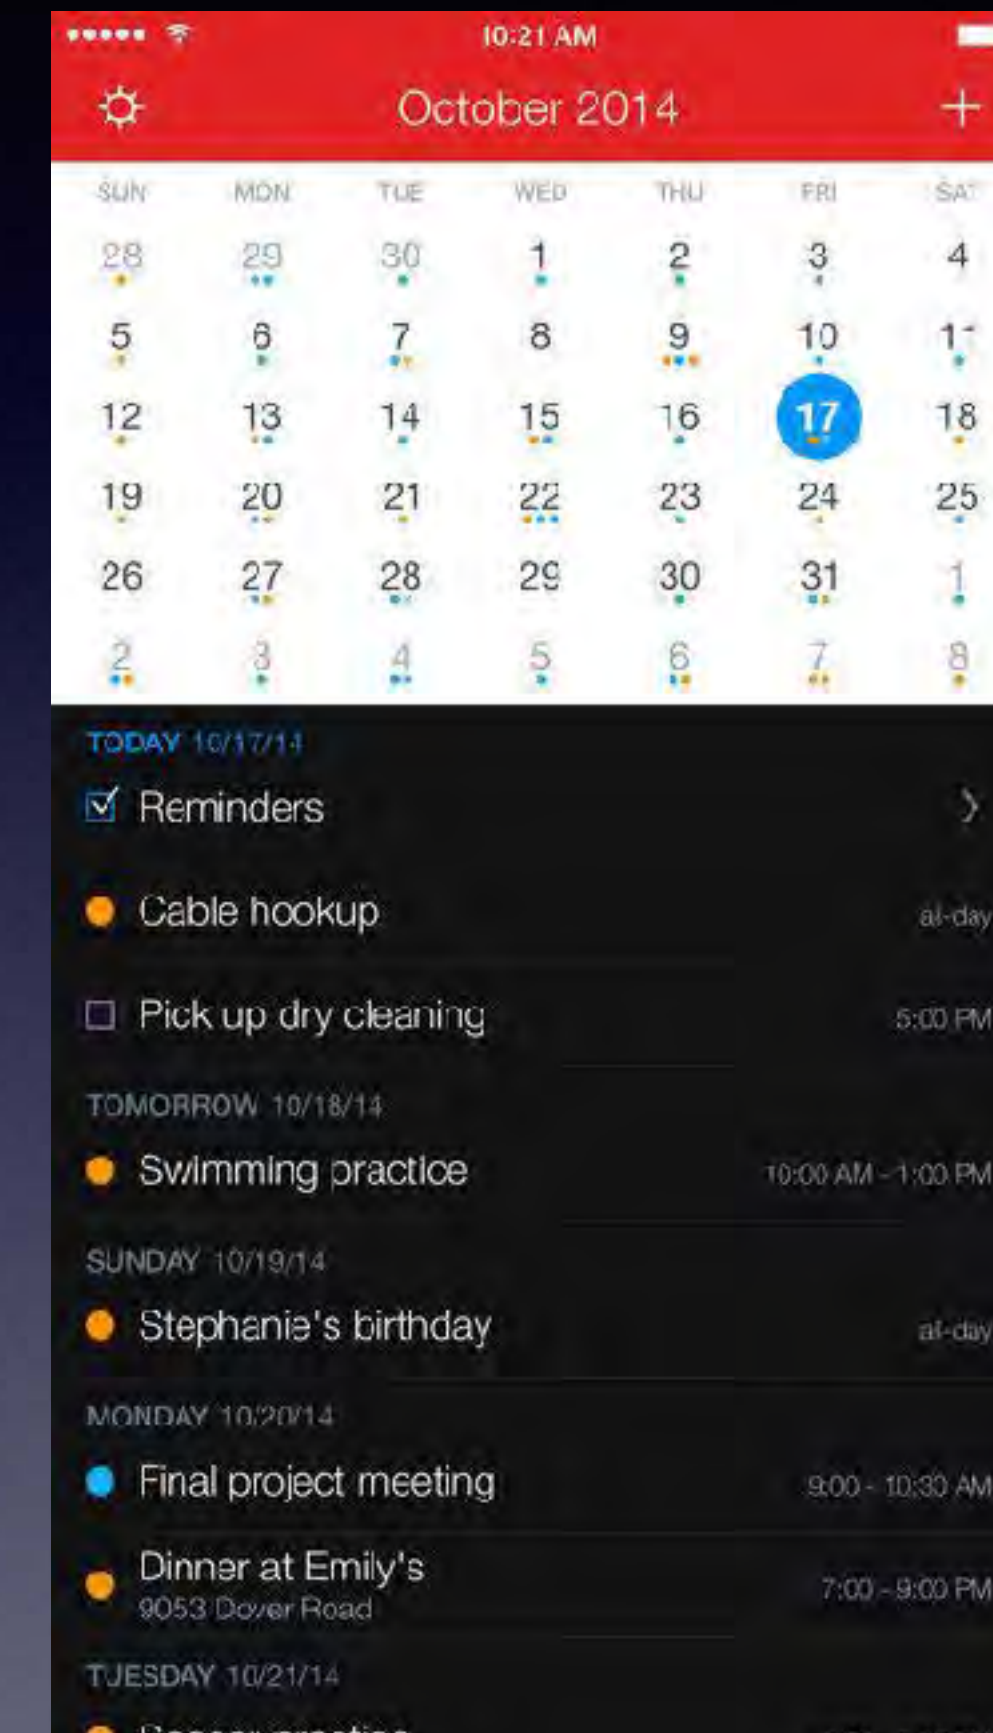 10:21 AM
October 2014
SUN MON TUE WED THU FRI SAT
28 29 30 1 2 3 4
5 6 7 8 9 10 11
12 13 14 15 16 17 18
19 20 21 22 23 24 25
26 27 28 29 30 31 1
2 3 4 5 6 7 8
TODAY 10/17/14
Reminders
Cable hookup all-day
Pick up dry cleaning 5:00 PM
TOMORROW 10/18/14
Swimming practice 10:00 AM - 1:00 PM
SUNDAY 10/19/14
Stephanie's birthday all-day
MONDAY 10/20/14
Final project meeting 9:00 - 10:30 AM
Dinner at Emily's 7:00 - 9:00 PM
9053 Dover Road
TUESDAY 10/21/14